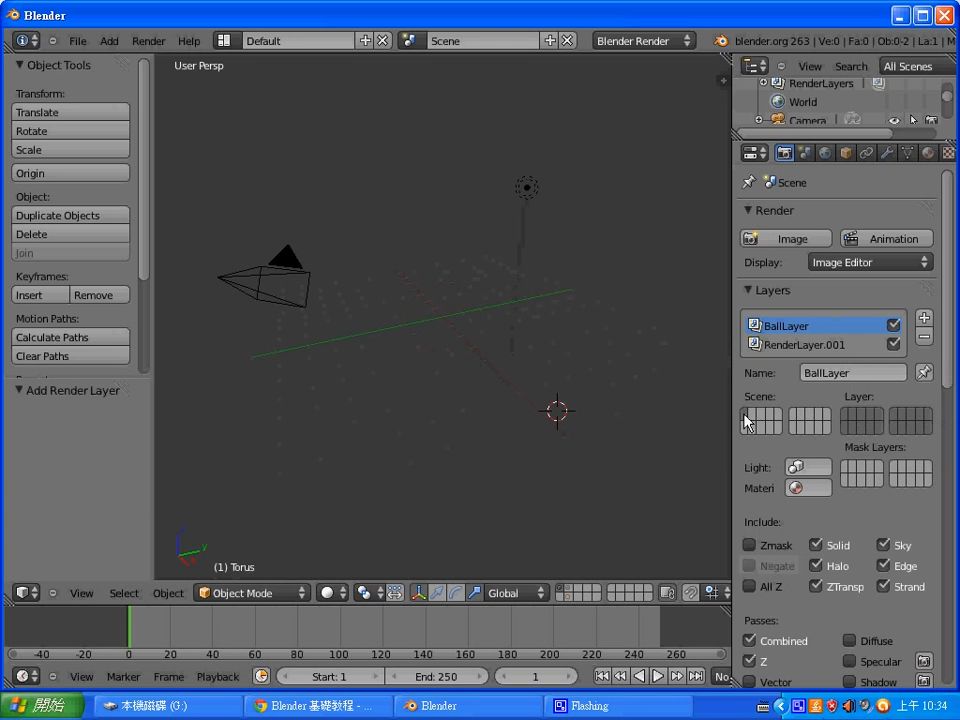 Blender
File Add Render Help Default Scene Blender Render blender.org 263 | Ve:0 | Fa:0 | Ob:0-2 | La:1 | M
Object Tools
Transform:
Translate
Rotate
Scale
Origin
Object:
Duplicate Objects
Delete
Join
Keyframes:
Insert Remove
Motion Paths:
Calculate Paths
Clear Paths
Add Render Layer
User Persp
(1) Torus
View Select Object Object Mode Global
View Search All Scenes
RenderLayers
World
Camera
Scene
Render
Image Animation
Display: Image Editor
Layers
BallLayer
RenderLayer.001
Name: BallLayer
Scene: Layer:
Mask Layers:
Light:
Materi
Include:
Zmask Solid Sky
Negate Halo Edge
All Z ZTransp Strand
Passes:
Combined Diffuse
Z Specular
Vector Shadow
-40 -20 0 20 40 60 80 100 120 140 160 180 200 220 240 260
View Marker Frame Playback Start: 1 End: 250 1 No
開始 本機磁碟 (G:) Blender 基礎教程 - ... Blender Flashing 上午 10:34